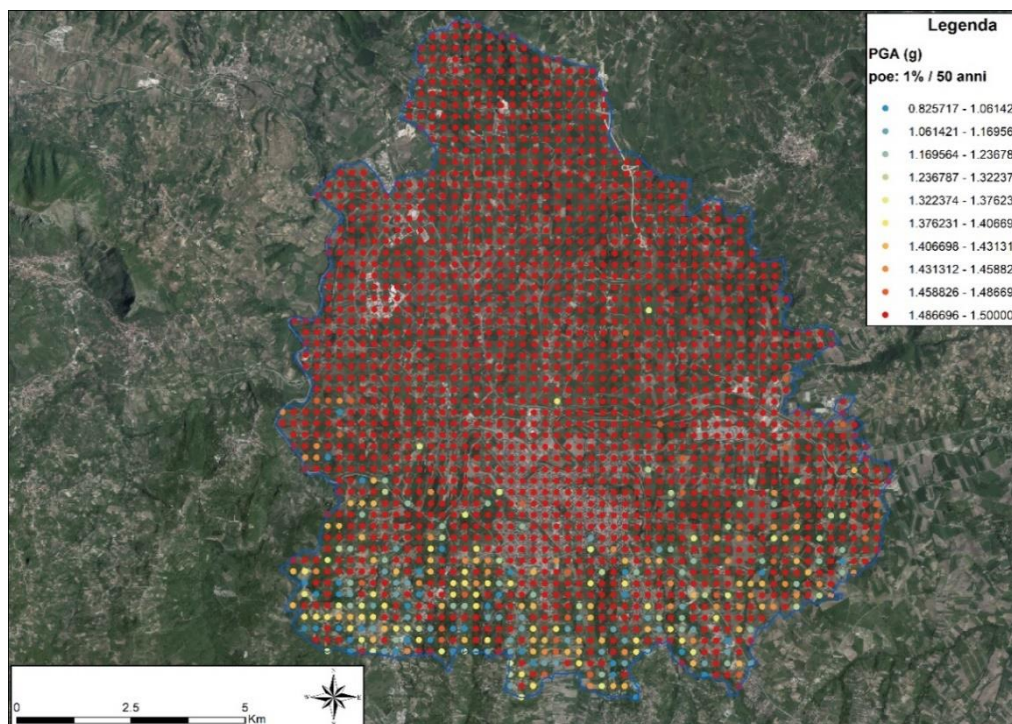 Legenda
PGA (g)
poe: 1% / 50 anni
0.825717 - 1.06142
1.061421 - 1.16956
1.169564 - 1.23678
1.236787 - 1.32237
1.322374 - 1.37623
1.376231 - 1.40669
1.406698 - 1.43131
1.431312 - 1.45882
1.458826 - 1.48669
1.486696 - 1.50000
0 2.5 5
Km